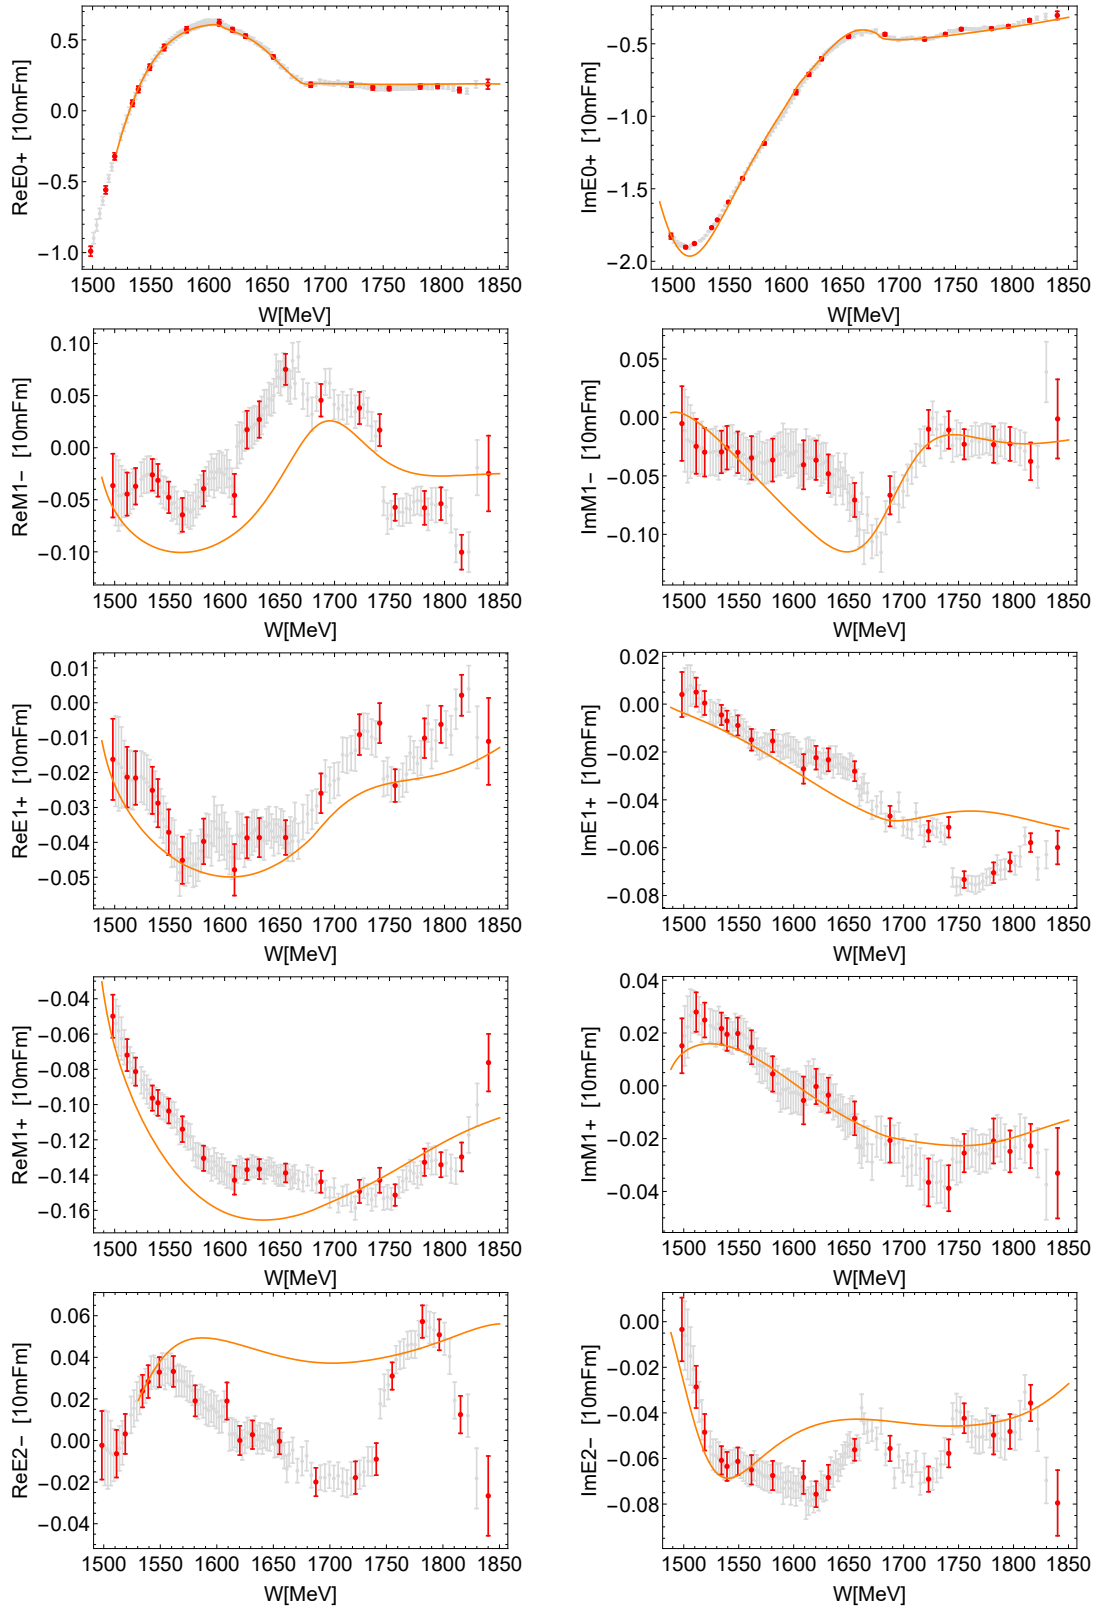 ReE0+ [10mFm]
0.5
0.0
−0.5
−1.0
1500 1550 1600 1650 1700 1750 1800 1850
W[MeV]
ImE0+ [10mFm]
−0.5
−1.0
−1.5
−2.0
1500 1550 1600 1650 1700 1750 1800 1850
W[MeV]
ReM1− [10mFm]
0.10
0.05
0.00
−0.05
−0.10
1500 1550 1600 1650 1700 1750 1800 1850
W[MeV]
ImM1− [10mFm]
0.05
0.00
−0.05
−0.10
1500 1550 1600 1650 1700 1750 1800 1850
W[MeV]
ReE1+ [10mFm]
0.01
0.00
−0.01
−0.02
−0.03
−0.04
−0.05
1500 1550 1600 1650 1700 1750 1800 1850
W[MeV]
ImE1+ [10mFm]
0.02
0.00
−0.02
−0.04
−0.06
−0.08
1500 1550 1600 1650 1700 1750 1800 1850
W[MeV]
ReM1+ [10mFm]
−0.04
−0.06
−0.08
−0.10
−0.12
−0.14
−0.16
1500 1550 1600 1650 1700 1750 1800 1850
W[MeV]
ImM1+ [10mFm]
0.04
0.02
0.00
−0.02
−0.04
1500 1550 1600 1650 1700 1750 1800 1850
W[MeV]
ReE2− [10mFm]
0.06
0.04
0.02
0.00
−0.02
−0.04
1500 1550 1600 1650 1700 1750 1800 1850
W[MeV]
ImE2− [10mFm]
0.00
−0.02
−0.04
−0.06
−0.08
1500 1550 1600 1650 1700 1750 1800 1850
W[MeV]